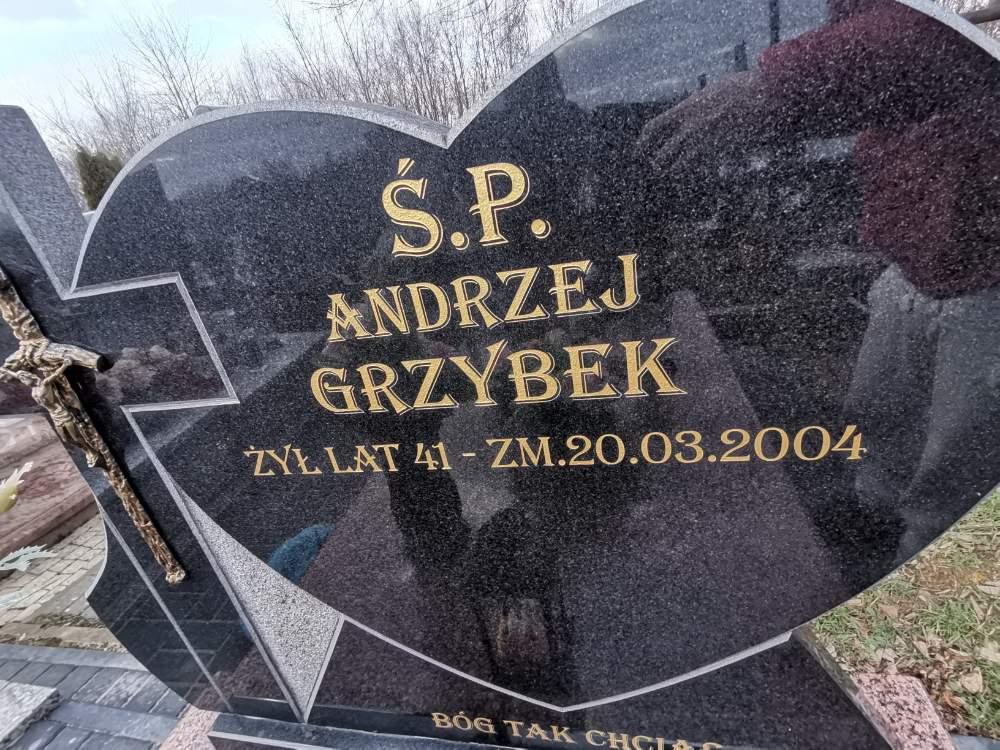 Ś.P.
ANDRZEJ
GRZYBEK
ŻYŁ LAT 41 - ZM.20.03.2004
BÓG TAK